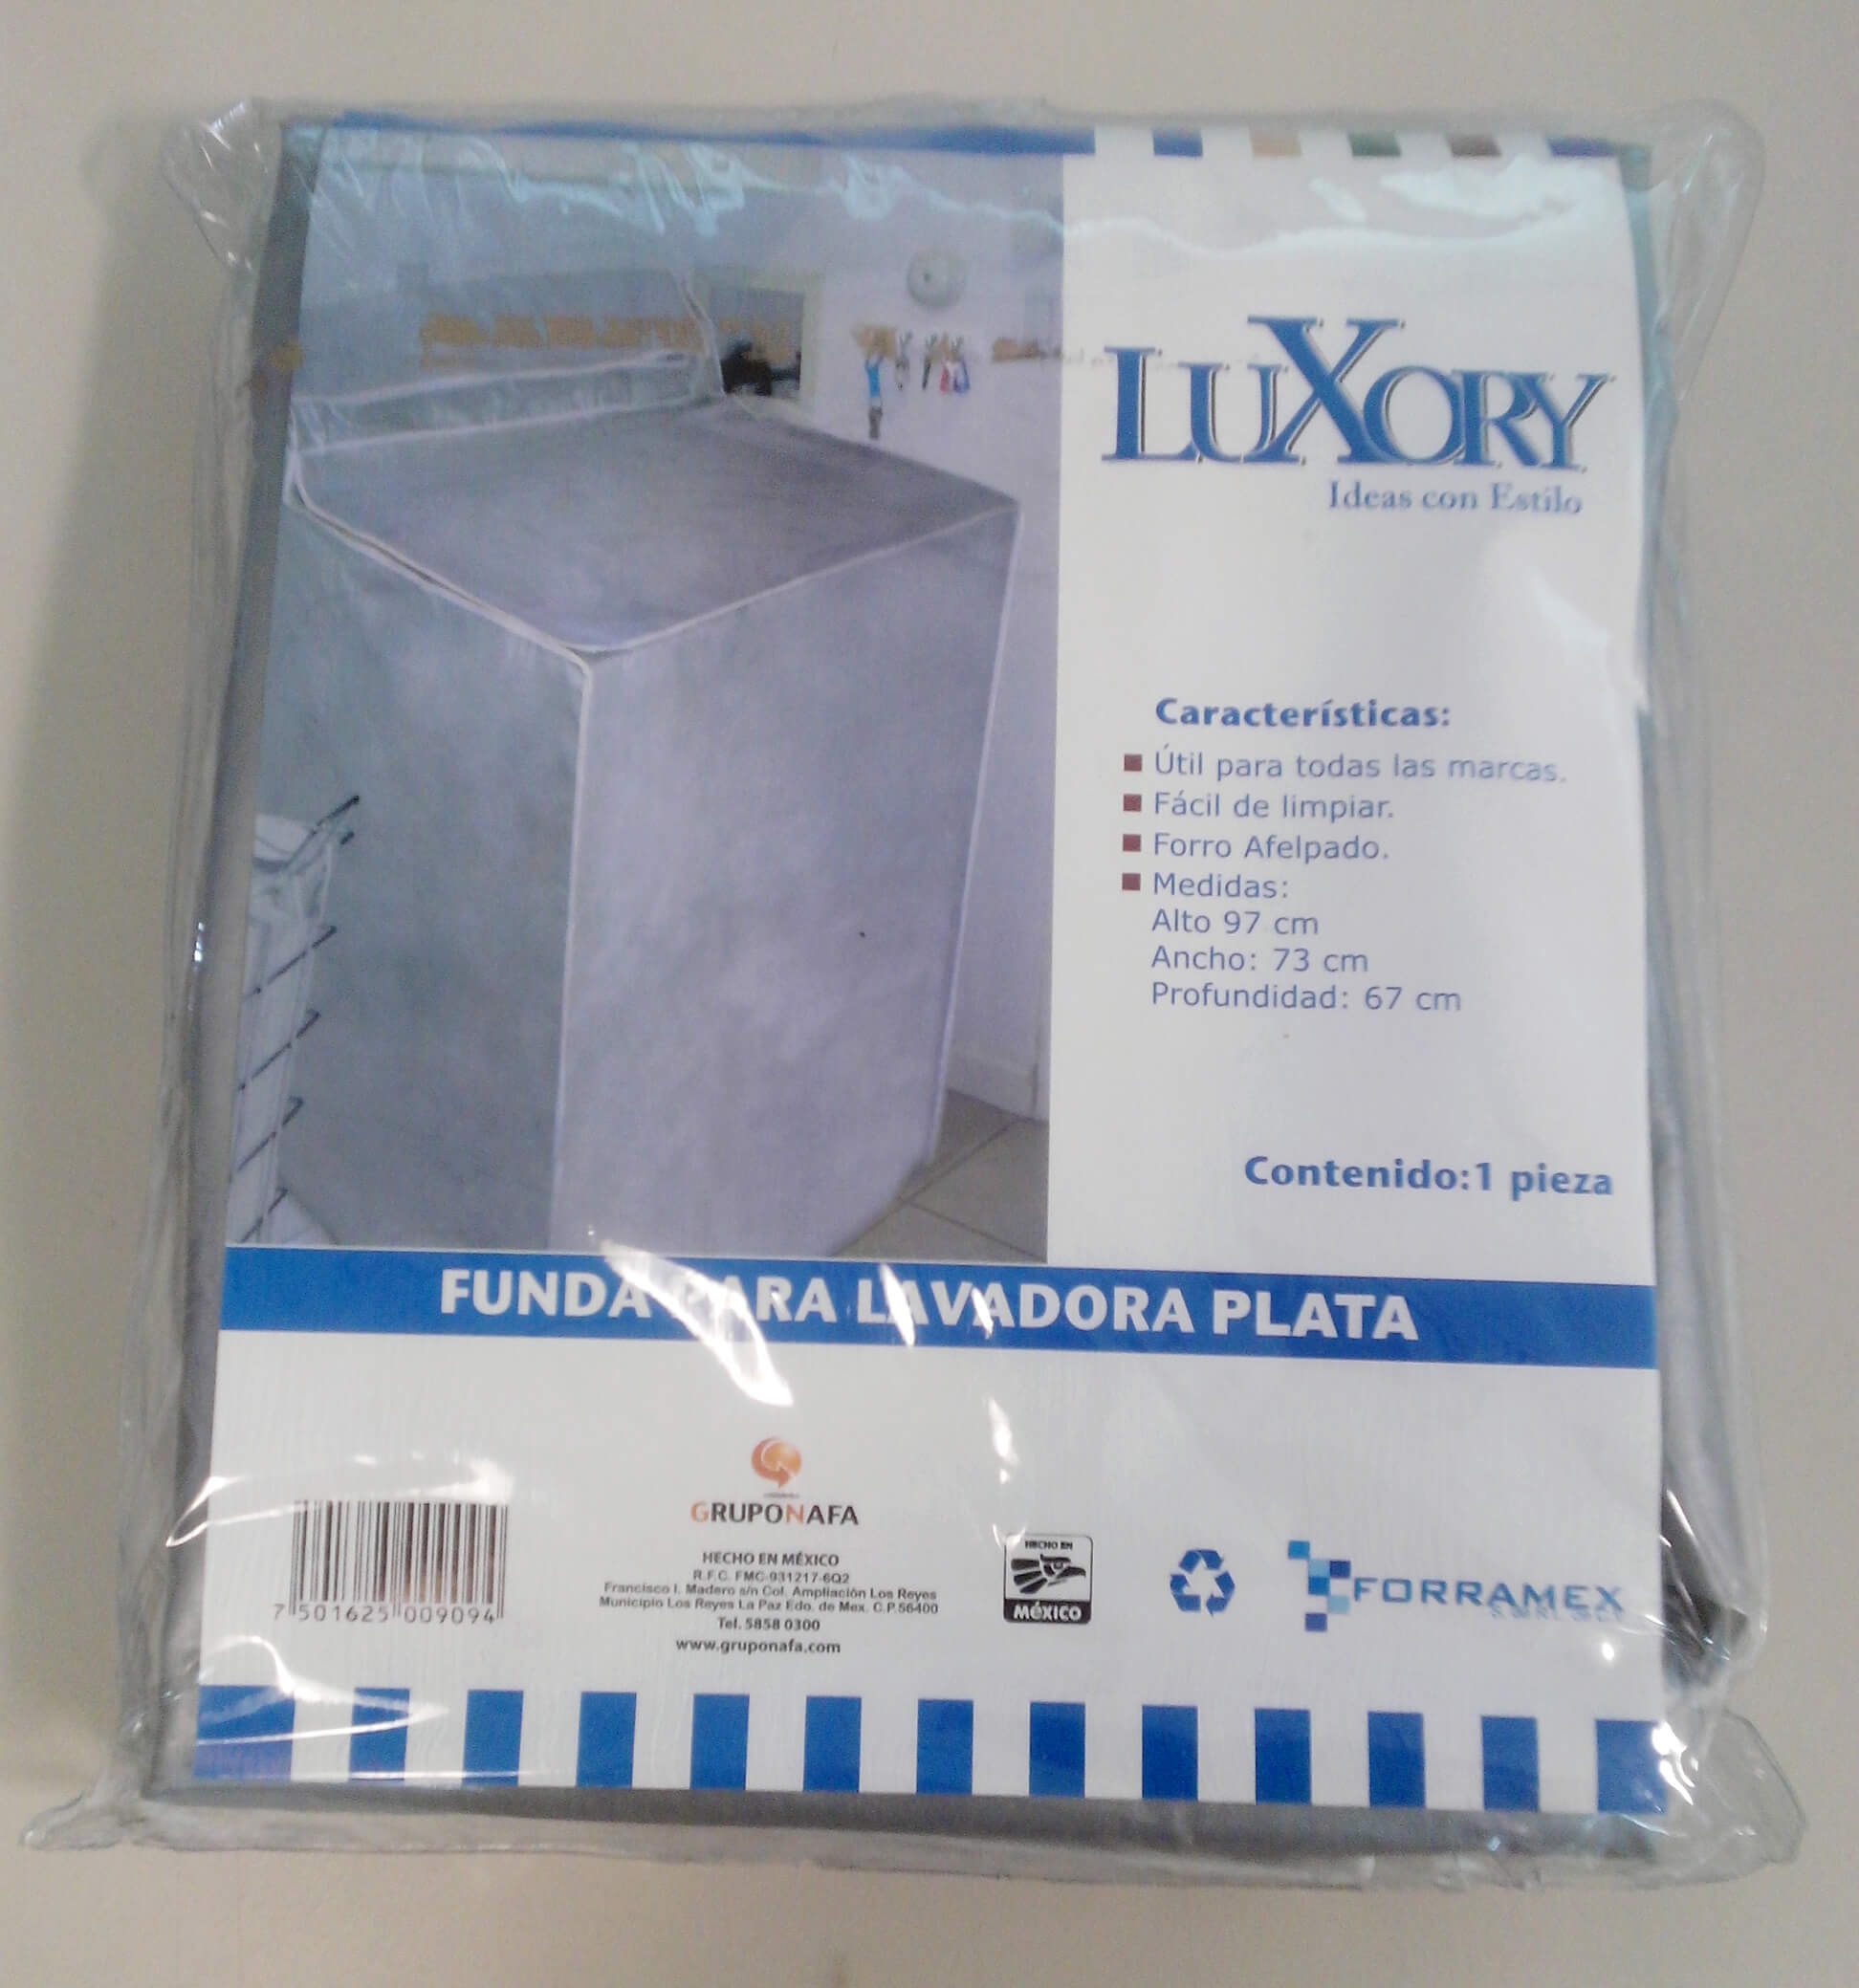 LUXORY
Ideas con Estilo
Características:
Útil para todas las marcas.
Fácil de limpiar.
Forro Afelpado.
Medidas:
Alto 97 cm
Ancho: 73 cm
Profundidad: 67 cm
Contenido:1 pieza
FUNDA PARA LAVADORA PLATA
7 501625 009094
GRUPONAFA
HECHO EN MÉXICO
R.F.C. FMC-931217-6Q2
Francisco I. Madero s/n Col. Ampliación Los Reyes
Municipio Los Reyes La Paz Edo. de Mex. C.P.56400
Tel. 5858 0300
www.gruponafa.com
HECHO EN
MéXICO
FORRAMEX